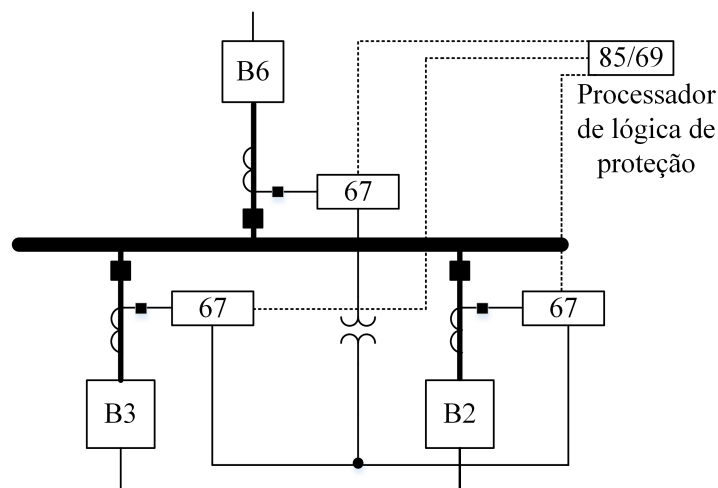 B6
85/69
Processador
de lógica de
proteção
67
67
67
B3
B2